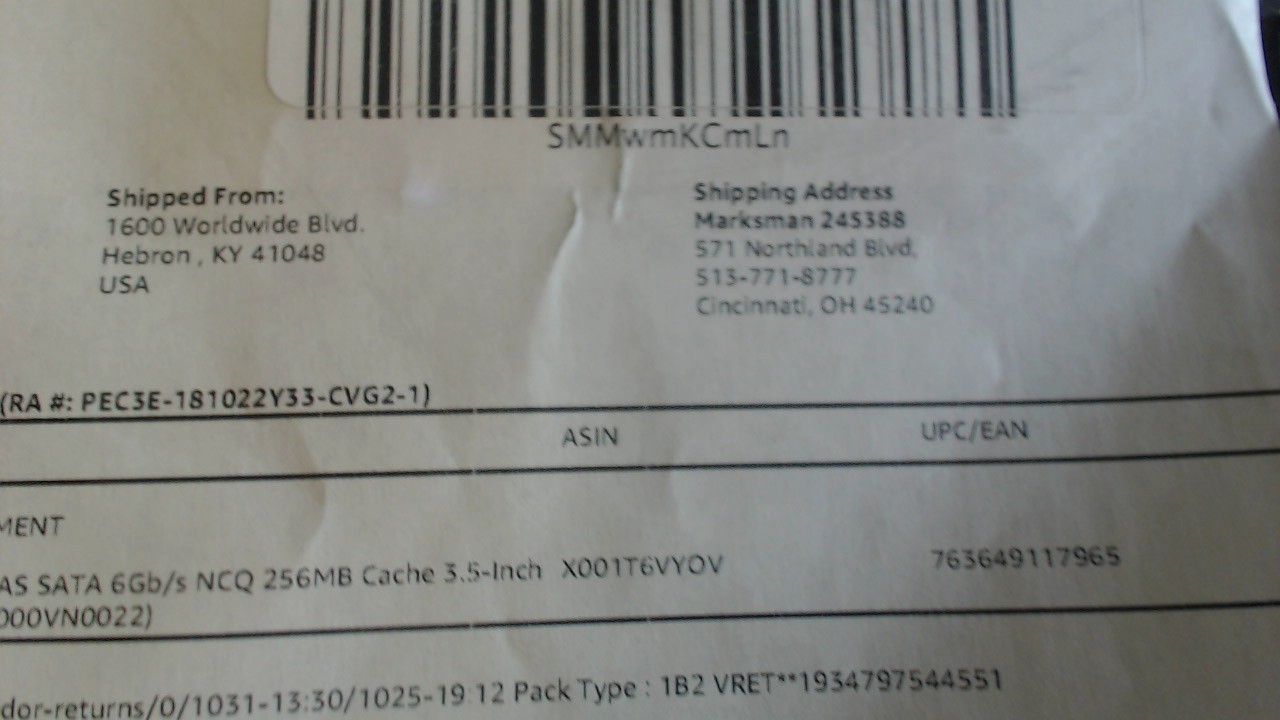 SMMwmKCmLn
Shipped From:
1600 Worldwide Blvd.
Hebron , KY 41048
USA
Shipping Address
Marksman 245388
571 Northland Blvd,
513-771-8777
Cincinnati, OH 45240
(RA #: PEC3E-181022Y33-CVG2-1)
ASIN UPC/EAN
MENT
AS SATA 6Gb/s NCQ 256MB Cache 3.5-Inch X001T6VYOV 763649117965
000VN0022)
dor-returns/0/1031-13:30/1025-19:12 Pack Type : 1B2 VRET**1934797544551